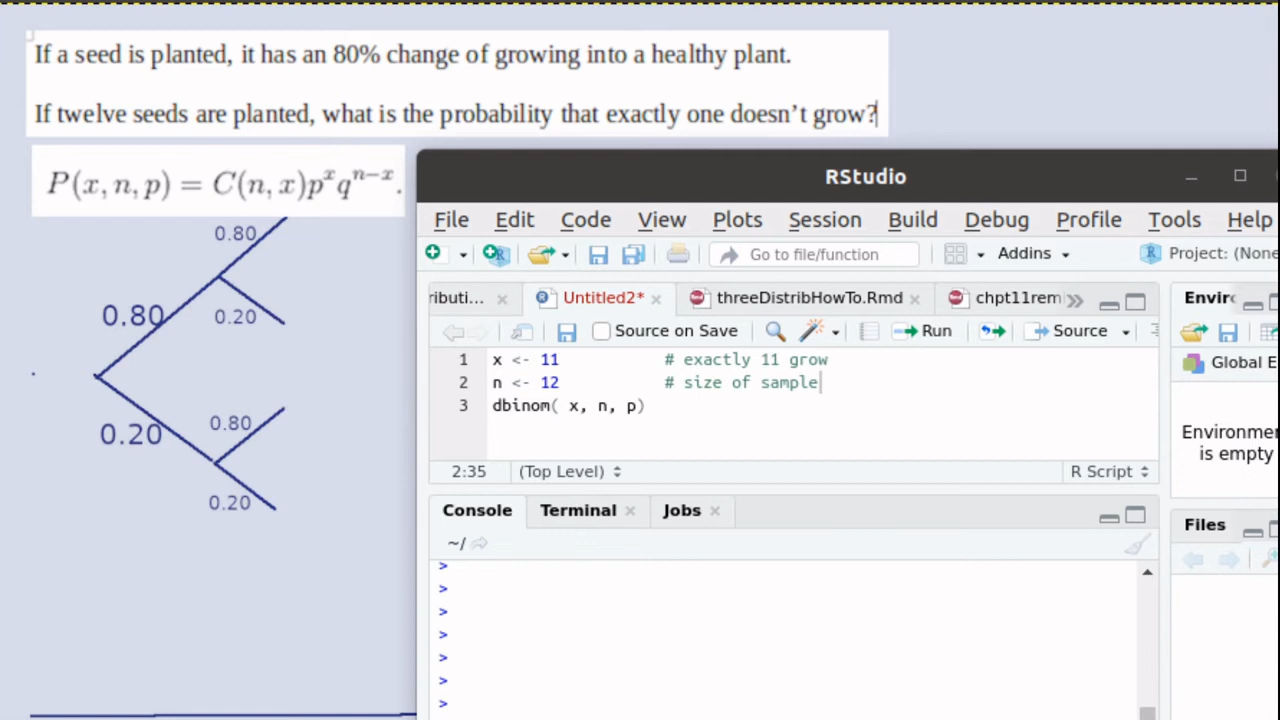 If a seed is planted, it has an 80% change of growing into a healthy plant.
If twelve seeds are planted, what is the probability that exactly one doesn't grow?
P(x, n, p) = C(n, x)p^x q^{n−x}.
0.80
0.80
0.20
0.20
0.80
0.20
RStudio
File Edit Code View Plots Session Build Debug Profile Tools Help
Go to file/function Addins Project: (None
ributi... Untitled2* threeDistribHowTo.Rmd chpt11rem
Source on Save Run Source
1 x <- 11 # exactly 11 grow
2 n <- 12 # size of sample
3 dbinom( x, n, p)
2:35 (Top Level) R Script
Console Terminal Jobs
~/
>
>
>
>
>
>
>
Envir
Global E
Environmen
is empty
Files